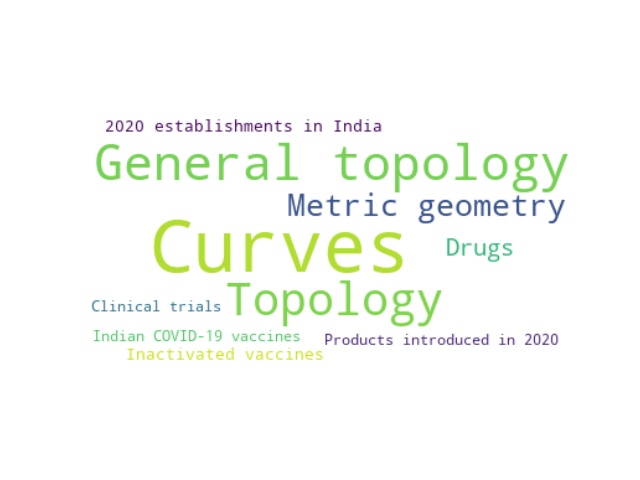 2020 establishments in India
General topology
Metric geometry
Curves
Drugs
Topology
Clinical trials
Indian COVID-19 vaccines
Products introduced in 2020
Inactivated vaccines